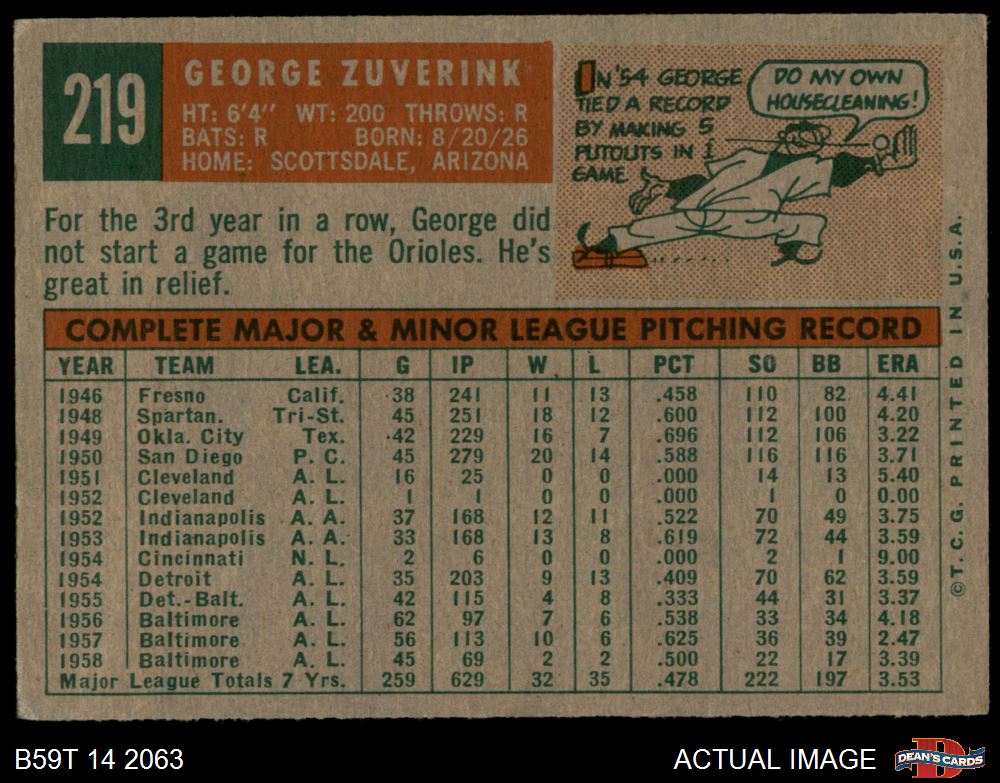 219
GEORGE ZUVERINK
HT: 6'4" WT: 200 THROWS: R
BATS: R BORN: 8/20/26
HOME: SCOTTSDALE, ARIZONA
For the 3rd year in a row, George did
not start a game for the Orioles. He's
great in relief.
IN '54 GEORGE
TIED A RECORD
BY MAKING 5
PUTOUTS IN 1
GAME
DO MY OWN
HOUSECLEANING!
COMPLETE MAJOR & MINOR LEAGUE PITCHING RECORD
YEAR TEAM LEA. G IP W L PCT SO BB ERA
1946 Fresno Calif. 38 241 11 13 .458 110 82 4.41
1948 Spartan. Tri-St. 45 251 18 12 .600 112 100 4.20
1949 Okla. City Tex. 42 229 16 7 .696 112 106 3.22
1950 San Diego P. C. 45 279 20 14 .588 116 116 3.71
1951 Cleveland A. L. 16 25 0 0 .000 14 13 5.40
1952 Cleveland A. L. 1 1 0 0 .000 1 0 0.00
1952 Indianapolis A. A. 37 168 12 11 .522 70 49 3.75
1953 Indianapolis A. A. 33 168 13 8 .619 72 44 3.59
1954 Cincinnati N. L. 2 6 0 0 .000 2 1 9.00
1954 Detroit A. L. 35 203 9 13 .409 70 62 3.59
1955 Det.-Balt. A. L. 42 115 4 8 .333 44 31 3.37
1956 Baltimore A. L. 62 97 7 6 .538 33 34 4.18
1957 Baltimore A. L. 56 113 10 6 .625 36 39 2.47
1958 Baltimore A. L. 45 69 2 2 .500 22 17 3.39
Major League Totals 7 Yrs. 259 629 32 35 .478 222 197 3.53
© T. C. G. PRINTED IN U.S.A.
B59T 14 2063
ACTUAL IMAGE
DEAN'S CARDS